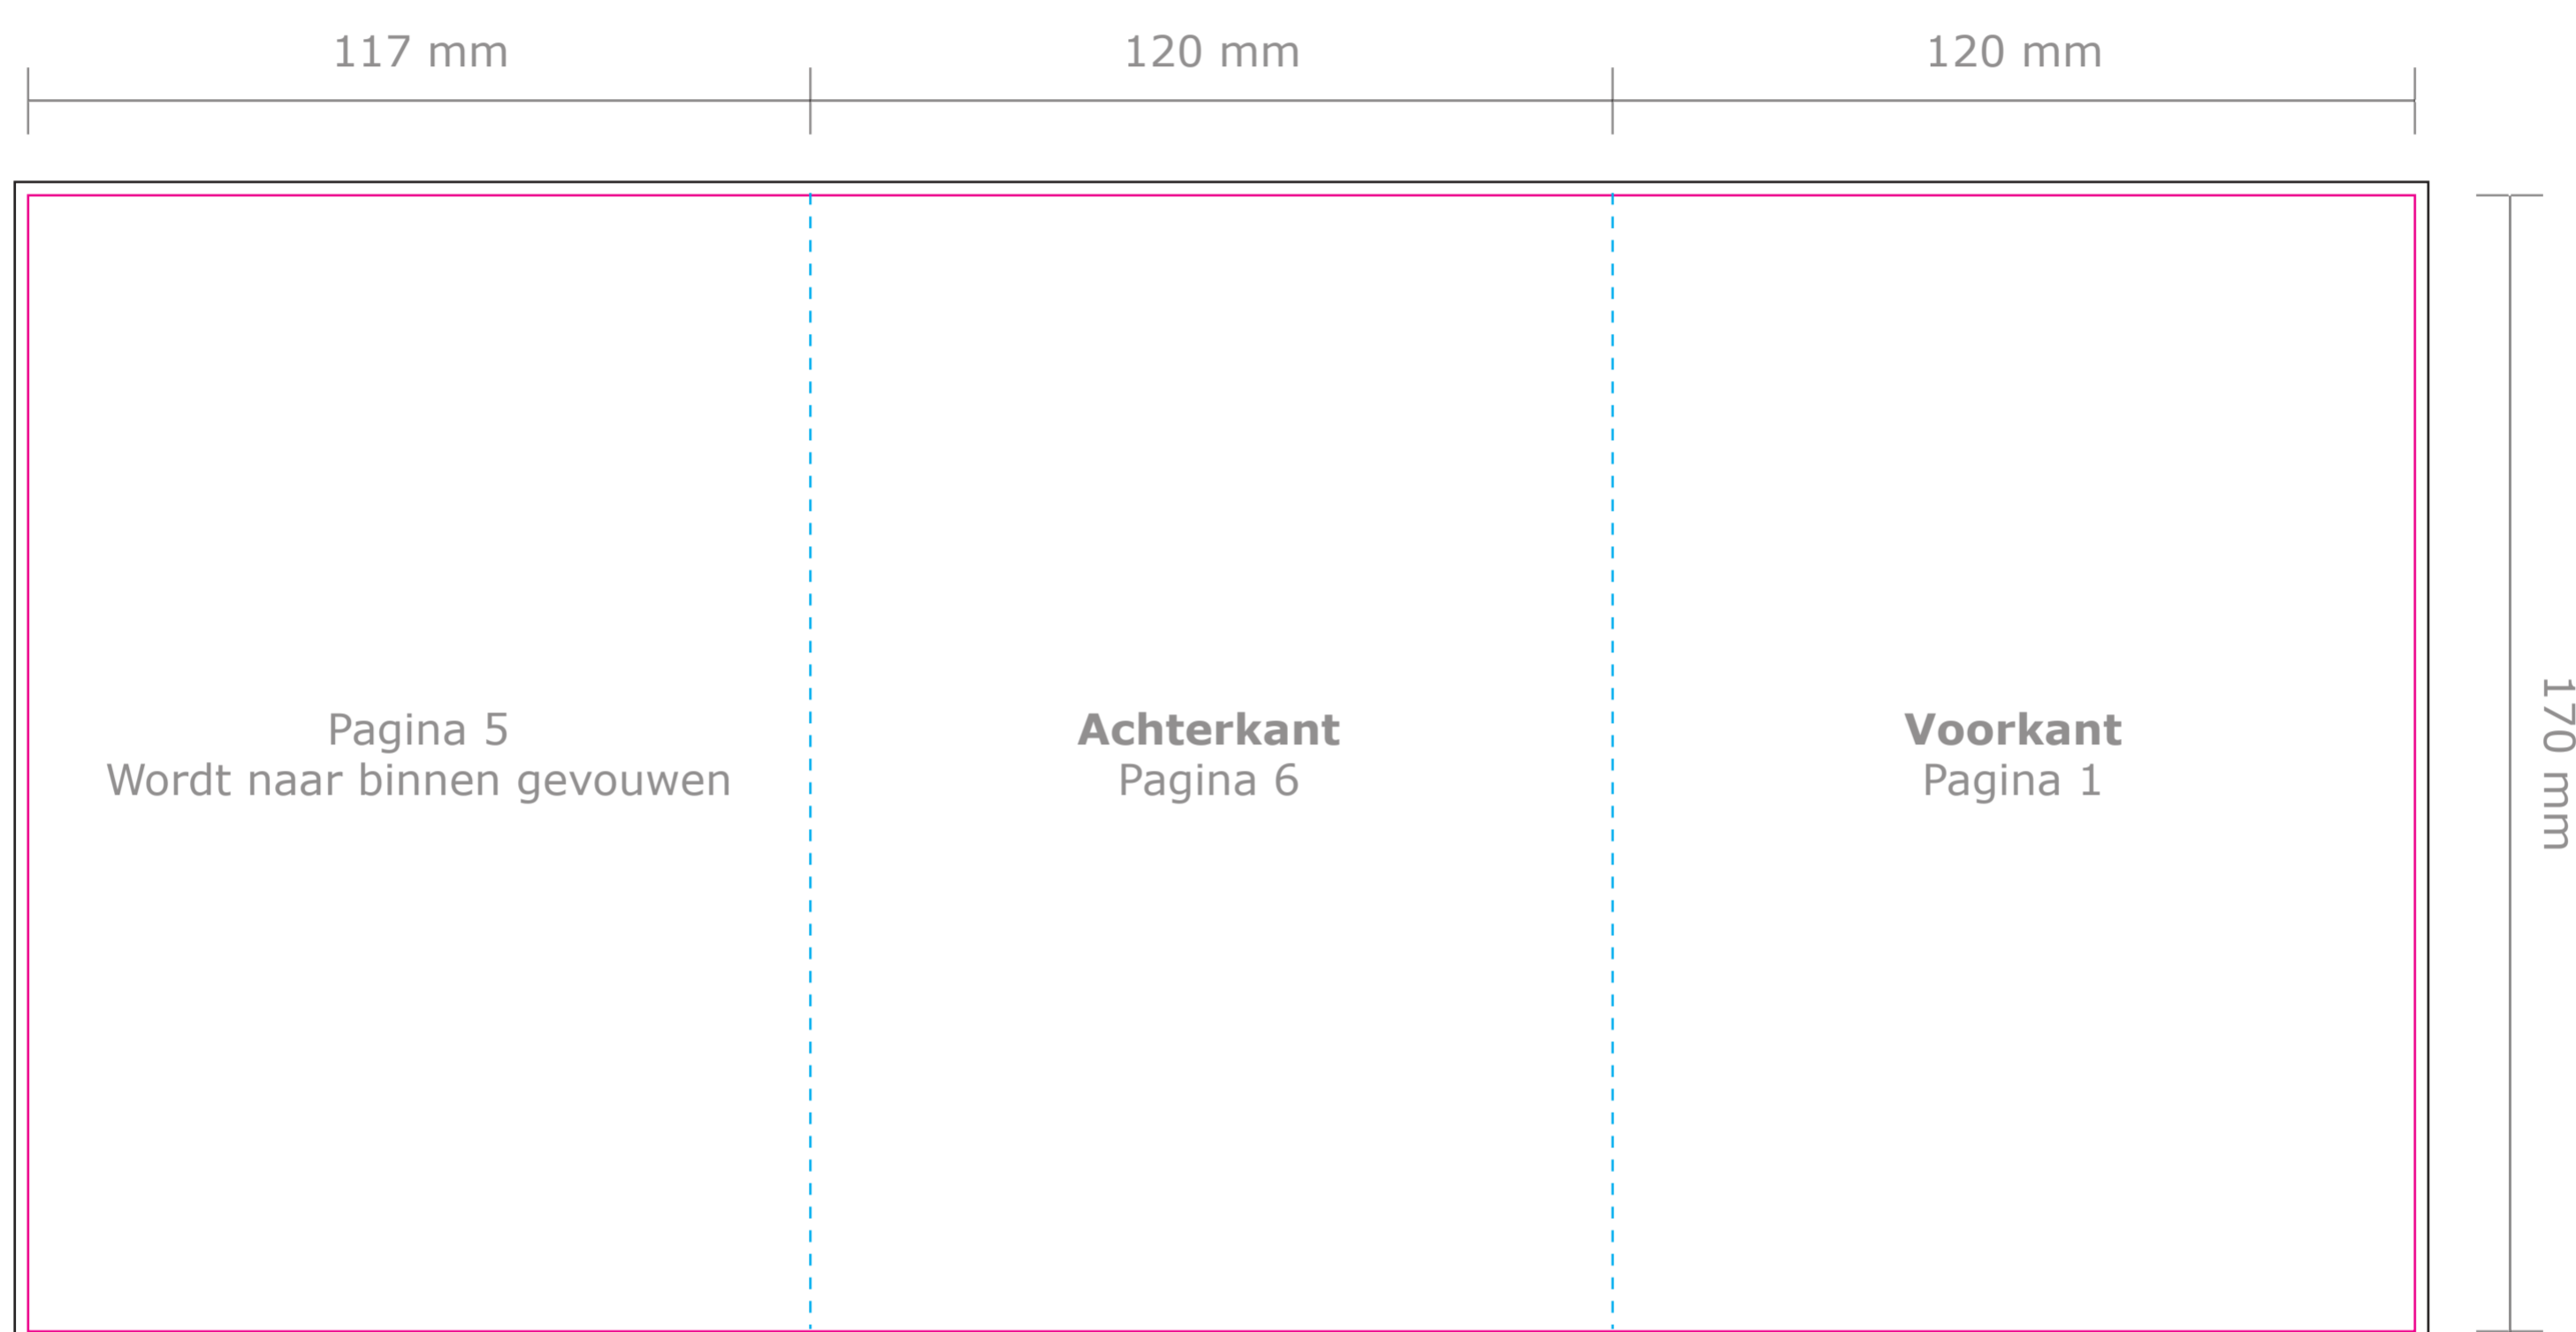 117 mm
120 mm
120 mm
Pagina 5
Wordt naar binnen gevouwen
Achterkant
Pagina 6
Voorkant
Pagina 1
170 mm